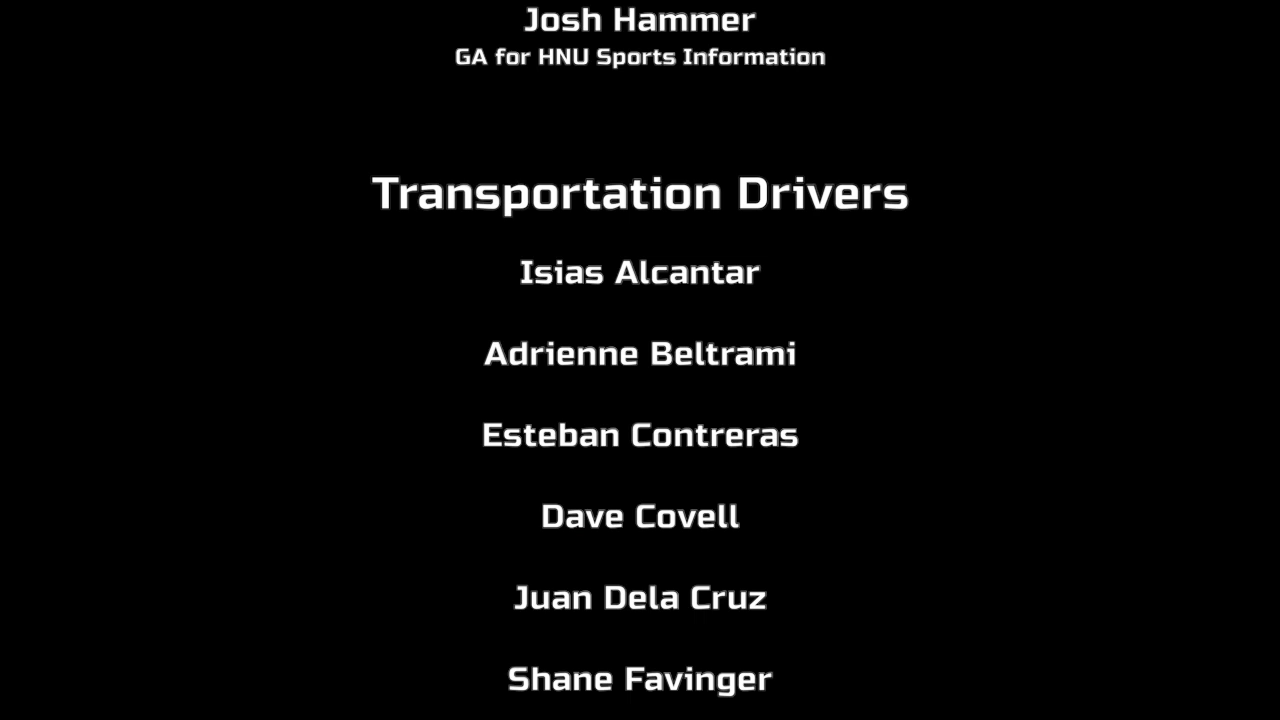 Josh Hammer
GA for HNU Sports Information
Transportation Drivers
Isias Alcantar
Adrienne Beltrami
Esteban Contreras
Dave Covell
Juan Dela Cruz
Shane Favinger